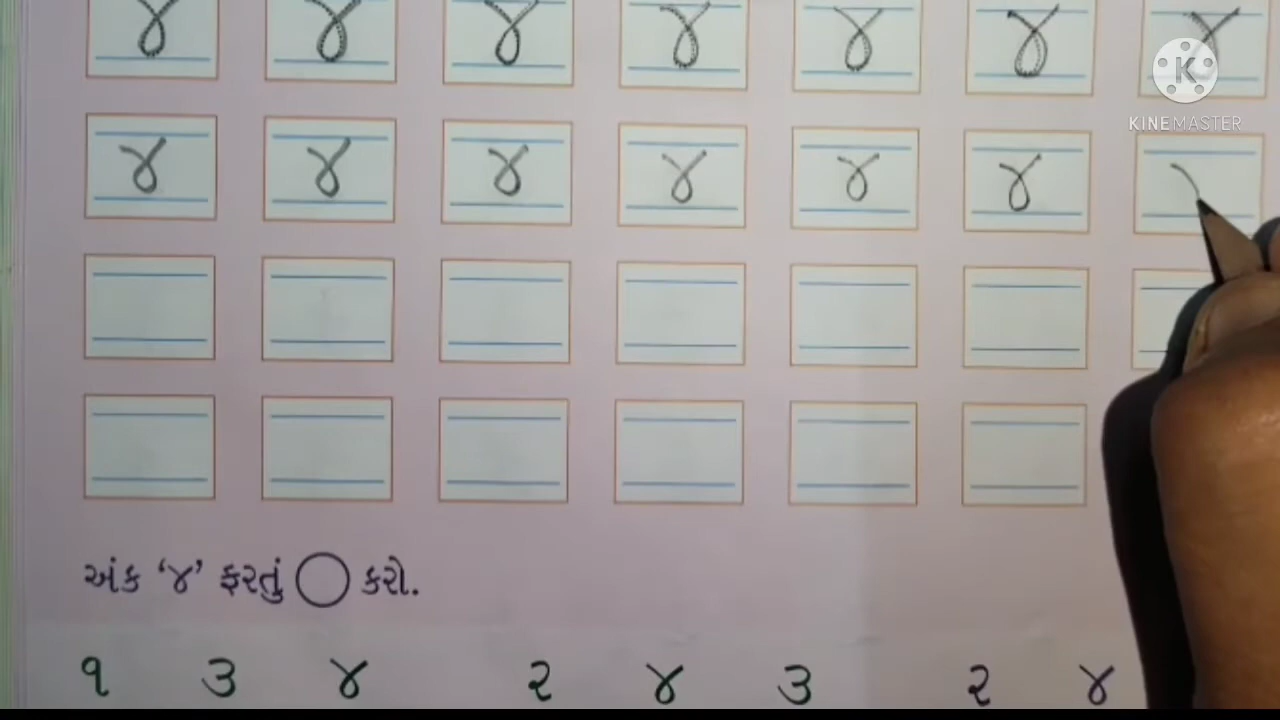 ૪ ૪ ૪ ૪ ૪ ૪ ૪
K
KINEMASTER
૪ ૪ ૪ ૪ ૪ ૪
અંક ‘૪’ ફરતું ◯ કરો.
૧ ૩ ૪ ૨ ૪ ૩ ૨ ૪